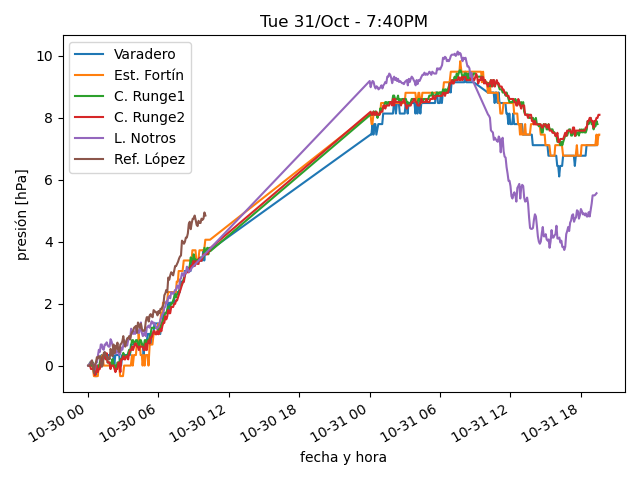 Tue 31/Oct - 7:40PM
Varadero
Est. Fortín
C. Runge1
C. Runge2
L. Notros
Ref. López
presión [hPa]
10
8
6
4
2
0
10-30 00
10-30 06
10-30 12
10-30 18
10-31 00
10-31 06
10-31 12
10-31 18
fecha y hora